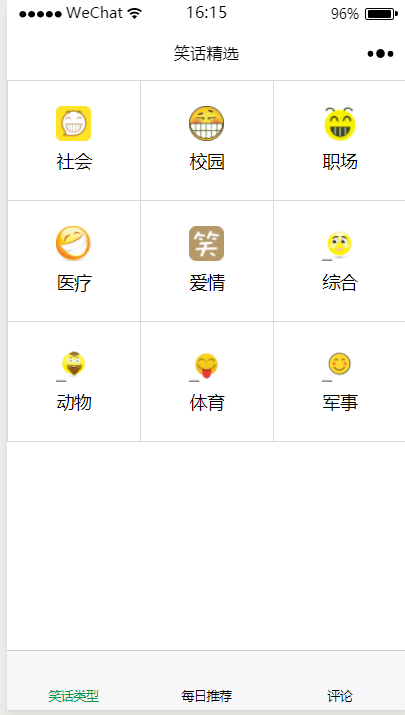 WeChat 16:15 96%
笑话精选
社会 校园 职场
笑
医疗 爱情 综合
动物 体育 军事
笑话类型 每日推荐 评论